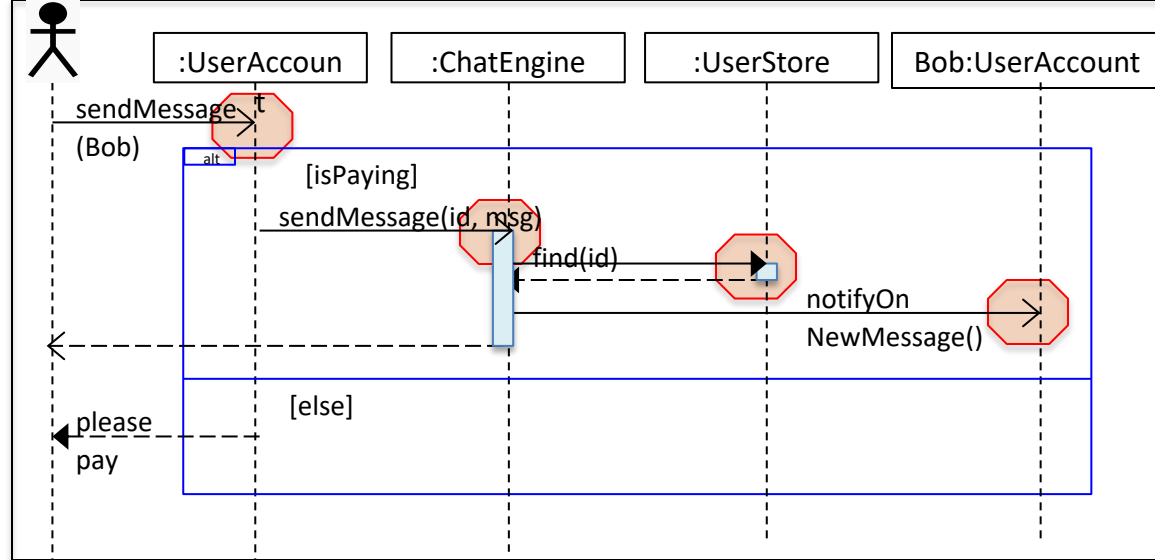 :UserAccoun
t
:ChatEngine
:UserStore
Bob:UserAccount
sendMessage
(Bob)
alt
[isPaying]
sendMessage(id, msg)
find(id)
notifyOn
NewMessage()
[else]
please
pay